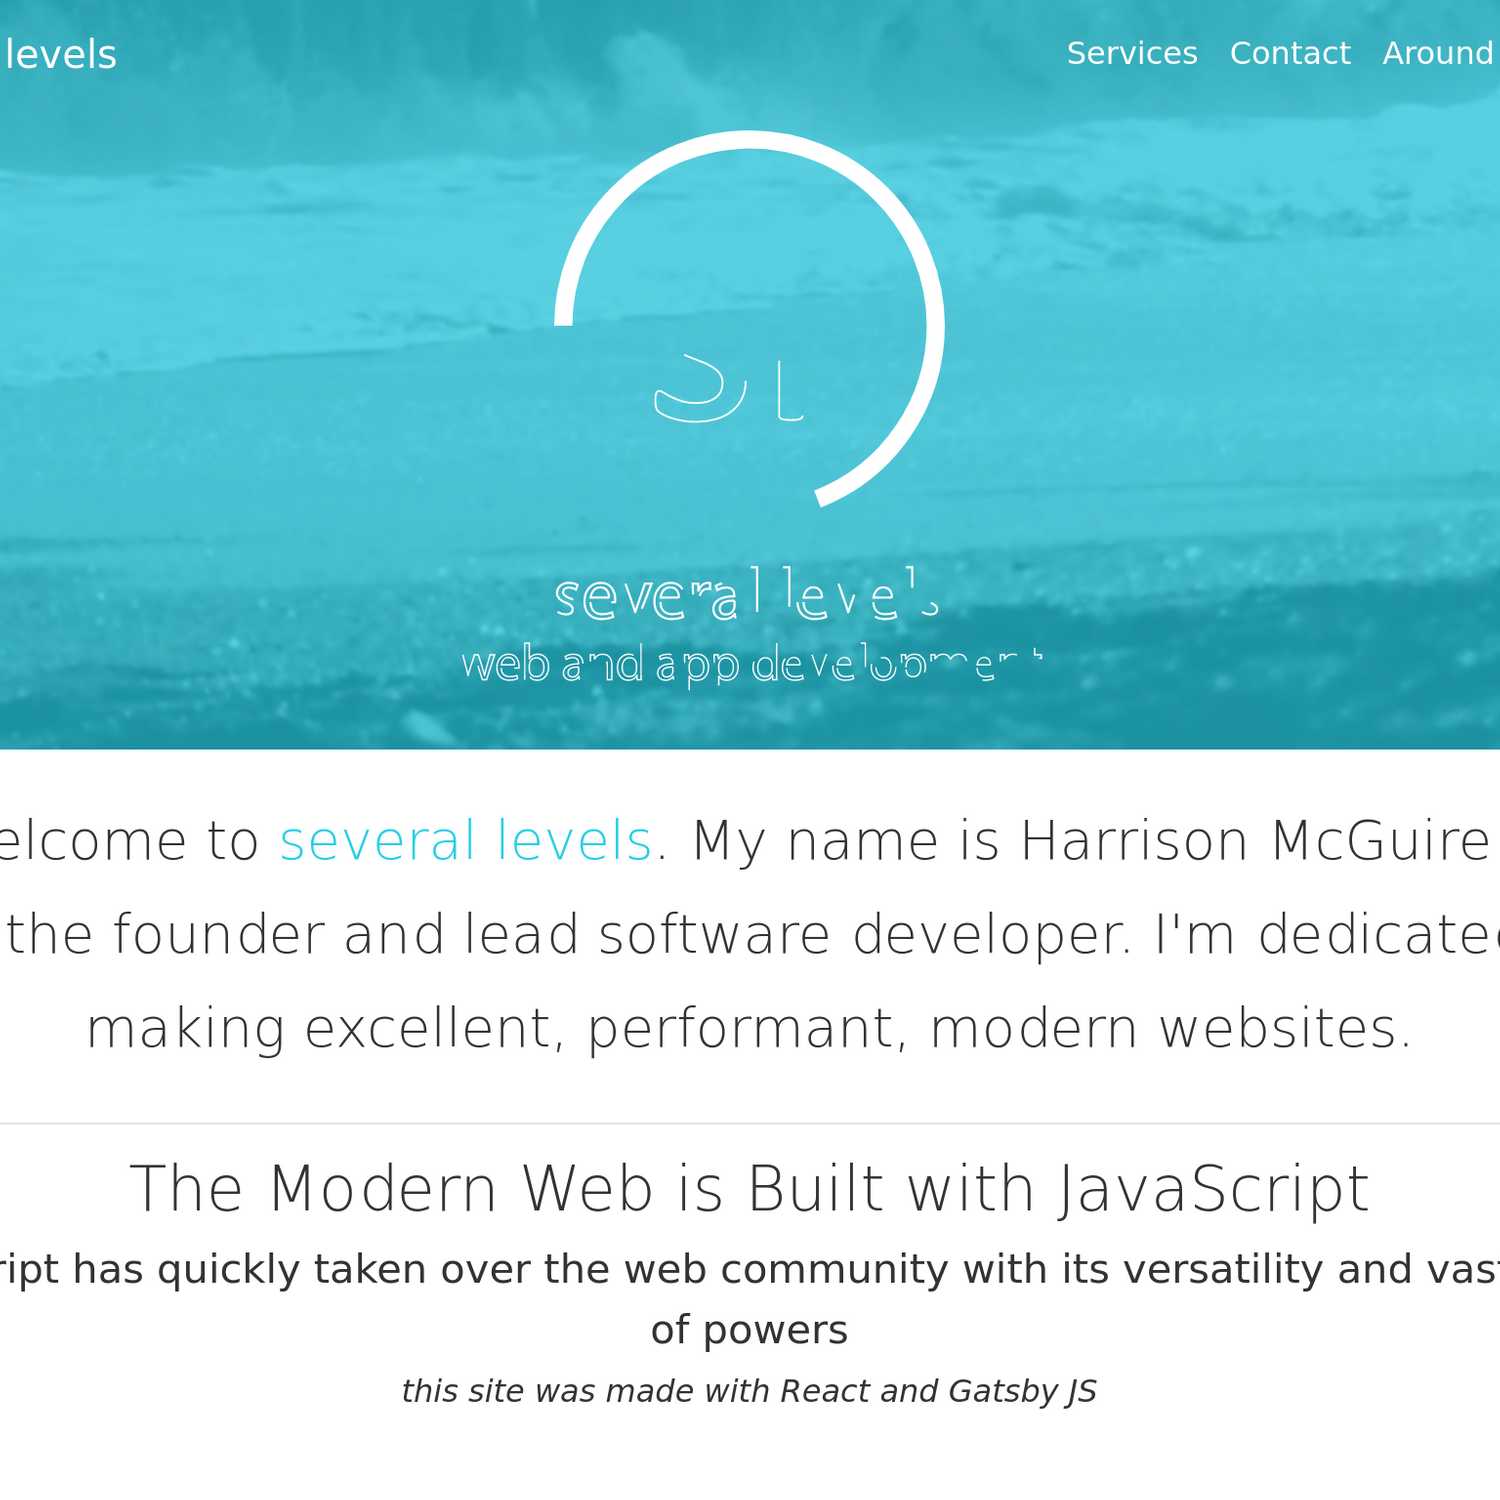 levels Services Contact Around
sl
several levels
web and app development
elcome to several levels. My name is Harrison McGuire
the founder and lead software developer. I'm dedicated
making excellent, performant, modern websites.
The Modern Web is Built with JavaScript
ript has quickly taken over the web community with its versatility and vast
of powers
this site was made with React and Gatsby JS